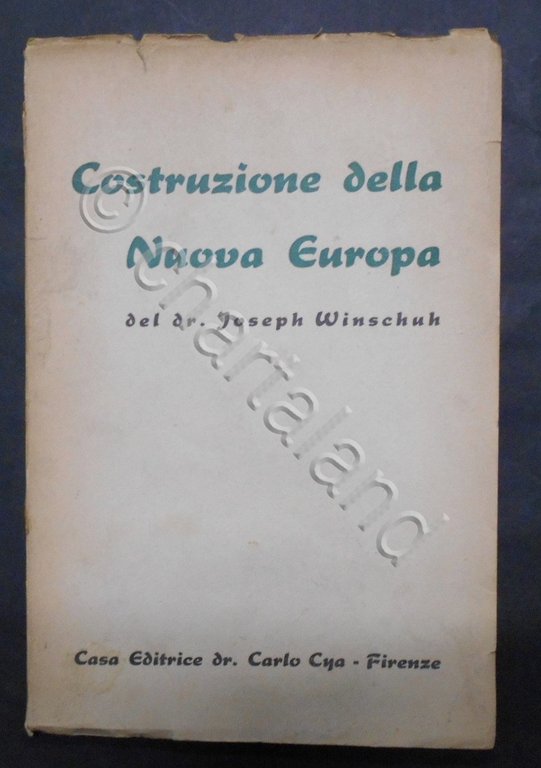 Costruzione della
Nuova Europa
del dr. Joseph Winschuh
© chartaland
Casa Editrice dr. Carlo Cya - Firenze